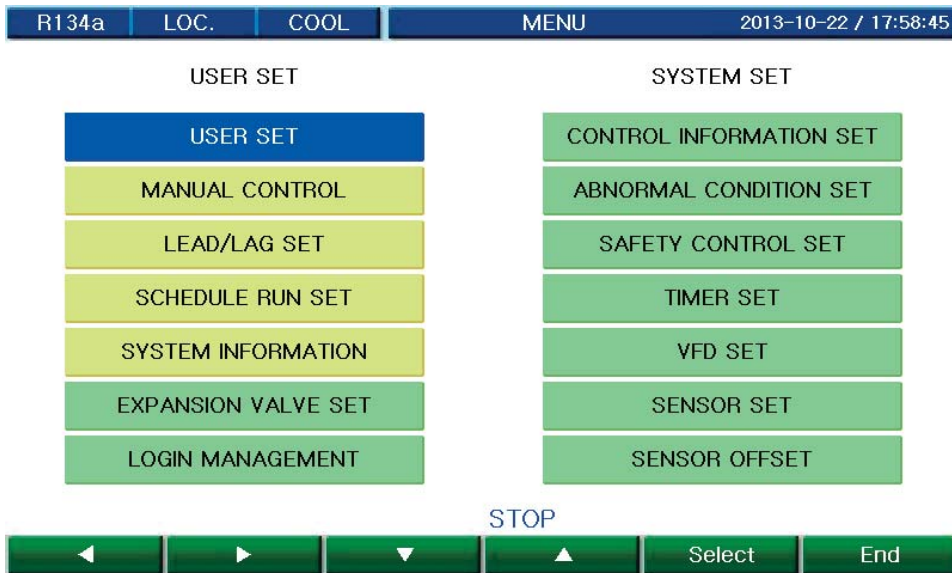 R134a LOC. COOL MENU 2013-10-22 / 17:58:45
USER SET
USER SET
MANUAL CONTROL
LEAD/LAG SET
SCHEDULE RUN SET
SYSTEM INFORMATION
EXPANSION VALVE SET
LOGIN MANAGEMENT
SYSTEM SET
CONTROL INFORMATION SET
ABNORMAL CONDITION SET
SAFETY CONTROL SET
TIMER SET
VFD SET
SENSOR SET
SENSOR OFFSET
STOP
◀ ▶ ▼ ▲ Select End